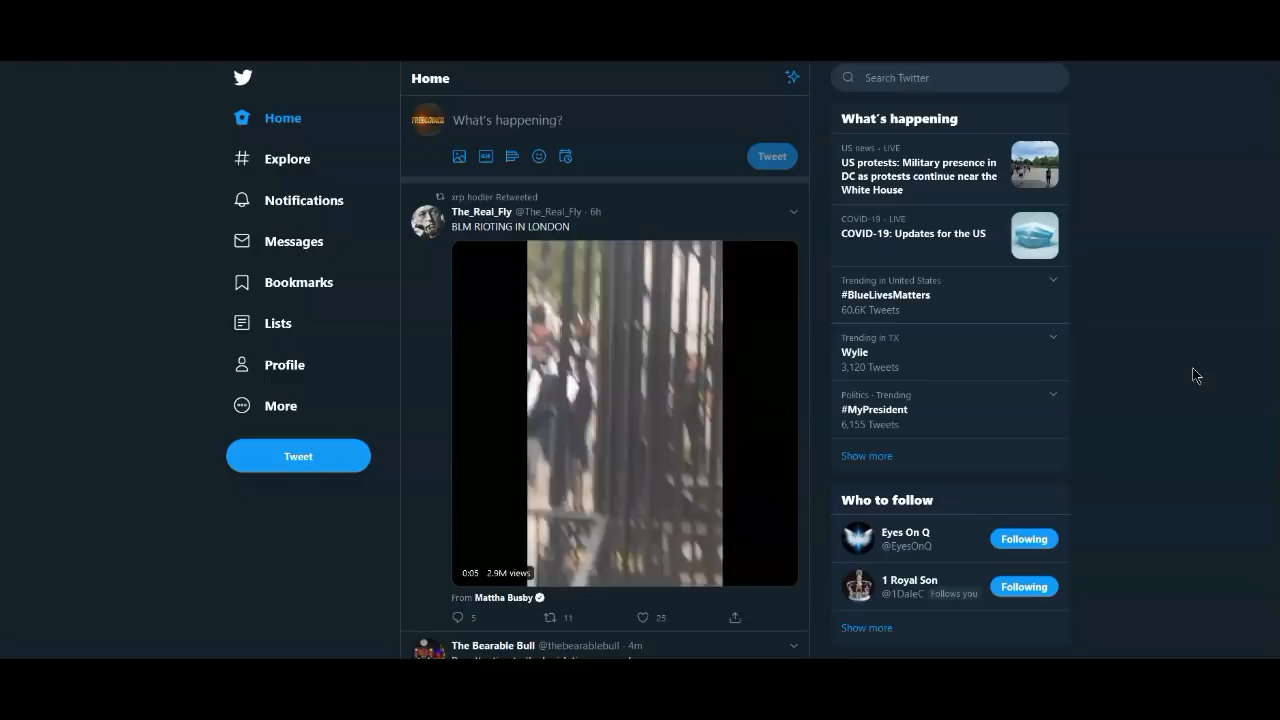 Home
Explore
Notifications
Messages
Bookmarks
Lists
Profile
More
Tweet
Home
What's happening?
GIF
Tweet
xrp hodler Retweeted
The_Real_Fly @The_Real_Fly · 6h
BLM RIOTING IN LONDON
0:05 2.9M views
From Mattha Busby
5 11 25
The Bearable Bull @thebearablebull · 4m
Search Twitter
What's happening
US news · LIVE
US protests: Military presence in
DC as protests continue near the
White House
COVID-19 · LIVE
COVID-19: Updates for the US
Trending in United States
#BlueLivesMatters
60.6K Tweets
Trending in TX
Wylie
3,120 Tweets
Politics · Trending
#MyPresident
6,155 Tweets
Show more
Who to follow
Eyes On Q
@EyesOnQ
Following
1 Royal Son
@1DaleC Follows you
Following
Show more